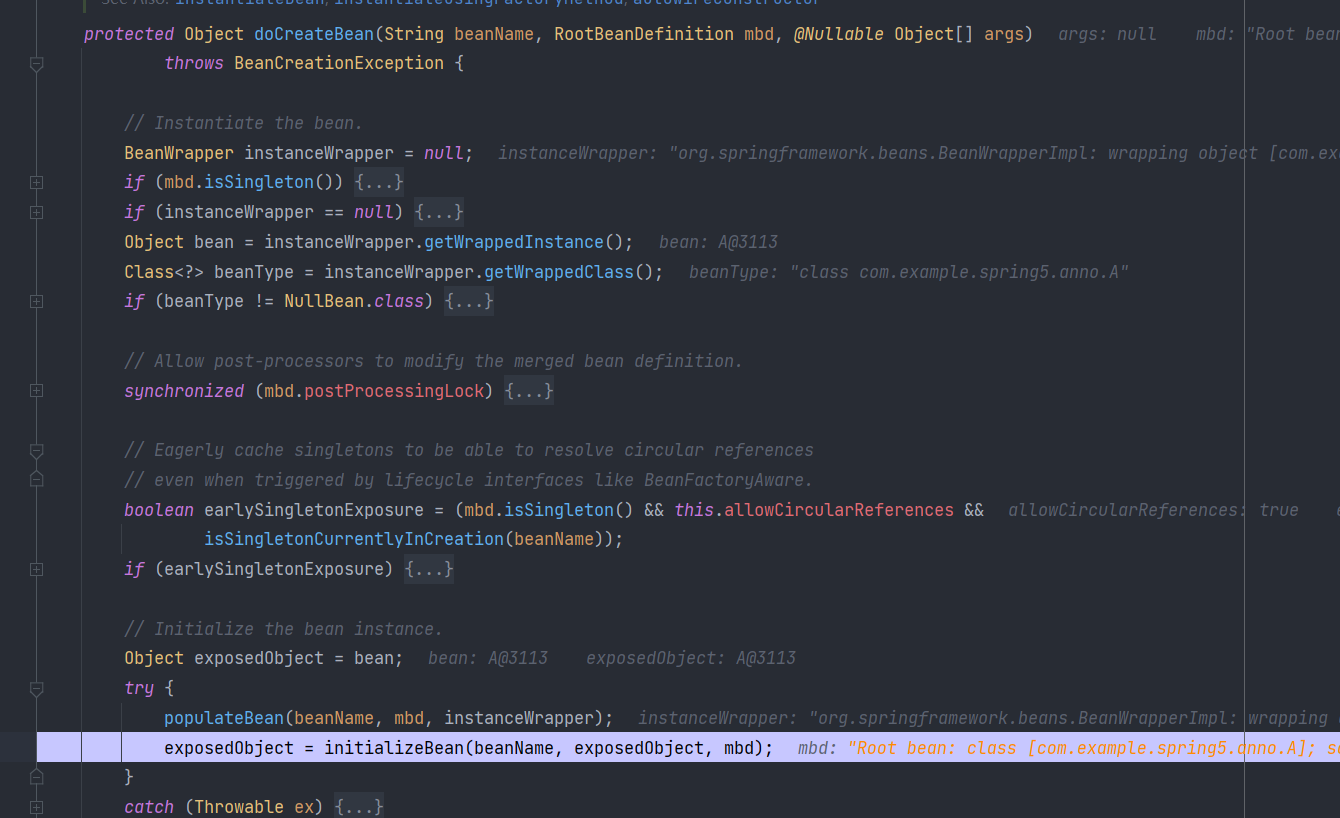 See Also: instantiateBean, instantiateUsingFactoryMethod, autowireConstructor
protected Object doCreateBean(String beanName, RootBeanDefinition mbd, @Nullable Object[] args)   args: null   mbd: "Root bean
throws BeanCreationException {
// Instantiate the bean.
BeanWrapper instanceWrapper = null;   instanceWrapper: "org.springframework.beans.BeanWrapperImpl: wrapping object [com.ex
if (mbd.isSingleton()) {...}
if (instanceWrapper == null) {...}
Object bean = instanceWrapper.getWrappedInstance();   bean: A@3113
Class<?> beanType = instanceWrapper.getWrappedClass();   beanType: "class com.example.spring5.anno.A"
if (beanType != NullBean.class) {...}
// Allow post-processors to modify the merged bean definition.
synchronized (mbd.postProcessingLock) {...}
// Eagerly cache singletons to be able to resolve circular references
// even when triggered by lifecycle interfaces like BeanFactoryAware.
boolean earlySingletonExposure = (mbd.isSingleton() && this.allowCircularReferences &&   allowCircularReferences: true
isSingletonCurrentlyInCreation(beanName));
if (earlySingletonExposure) {...}
// Initialize the bean instance.
Object exposedObject = bean;   bean: A@3113   exposedObject: A@3113
try {
populateBean(beanName, mbd, instanceWrapper);   instanceWrapper: "org.springframework.beans.BeanWrapperImpl: wrapping
exposedObject = initializeBean(beanName, exposedObject, mbd);   mbd: "Root bean: class [com.example.spring5.anno.A]; s
}
catch (Throwable ex) {...}